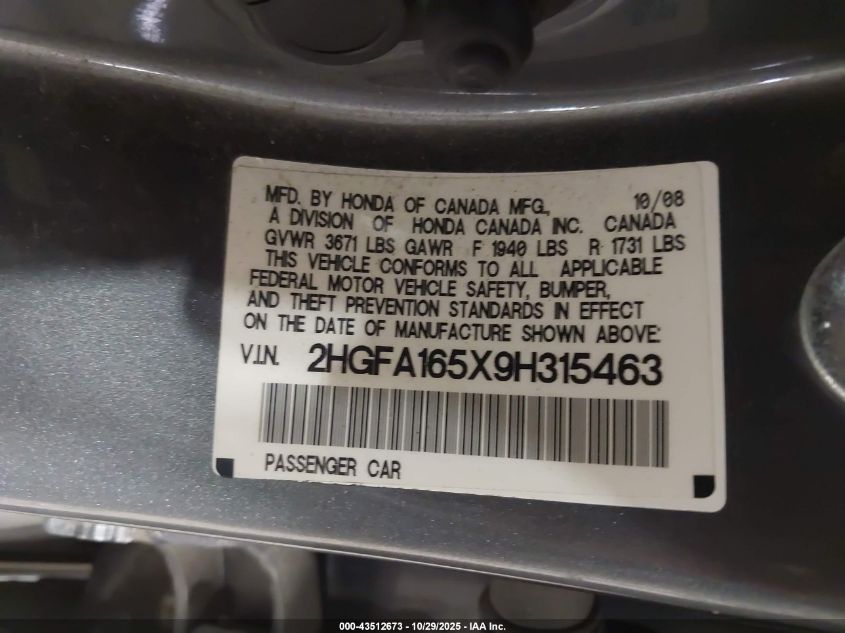 MFD. BY HONDA OF CANADA MFG., 10/08
A DIVISION OF HONDA CANADA INC. CANADA
GVWR 3671 LBS GAWR F 1940 LBS R 1731 LBS
THIS VEHICLE CONFORMS TO ALL APPLICABLE
FEDERAL MOTOR VEHICLE SAFETY, BUMPER,
AND THEFT PREVENTION STANDARDS IN EFFECT
ON THE DATE OF MANUFACTURE SHOWN ABOVE:
V.I.N. 2HGFA165X9H315463
PASSENGER CAR
000-43512673 - 10/29/2025 - IAA Inc.